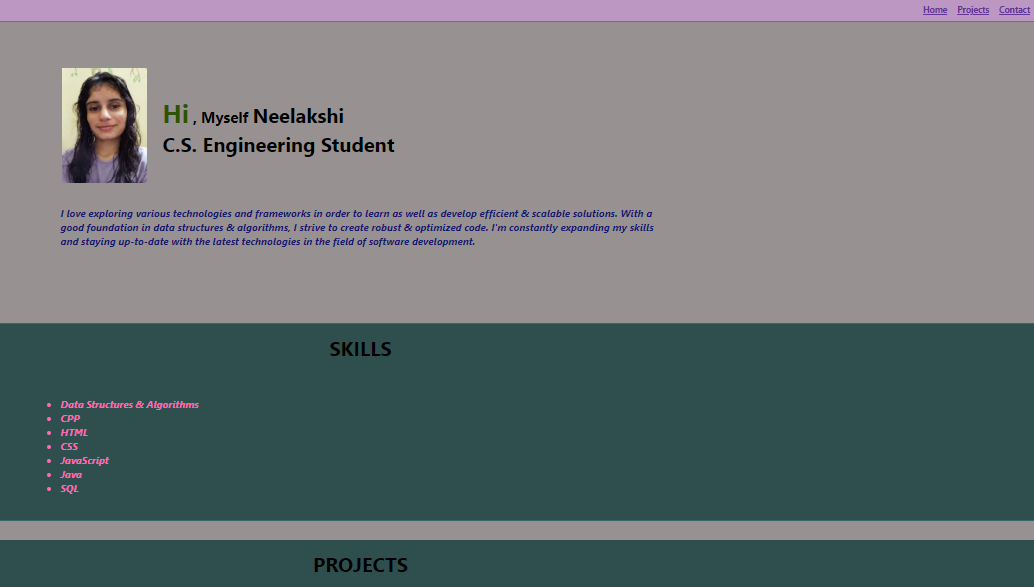 Home Projects Contact
Hi , Myself Neelakshi
C.S. Engineering Student
I love exploring various technologies and frameworks in order to learn as well as develop efficient & scalable solutions. With a
good foundation in data structures & algorithms, I strive to create robust & optimized code. I'm constantly expanding my skills
and staying up-to-date with the latest technologies in the field of software development.
SKILLS
Data Structures & Algorithms
CPP
HTML
CSS
JavaScript
Java
SQL
PROJECTS